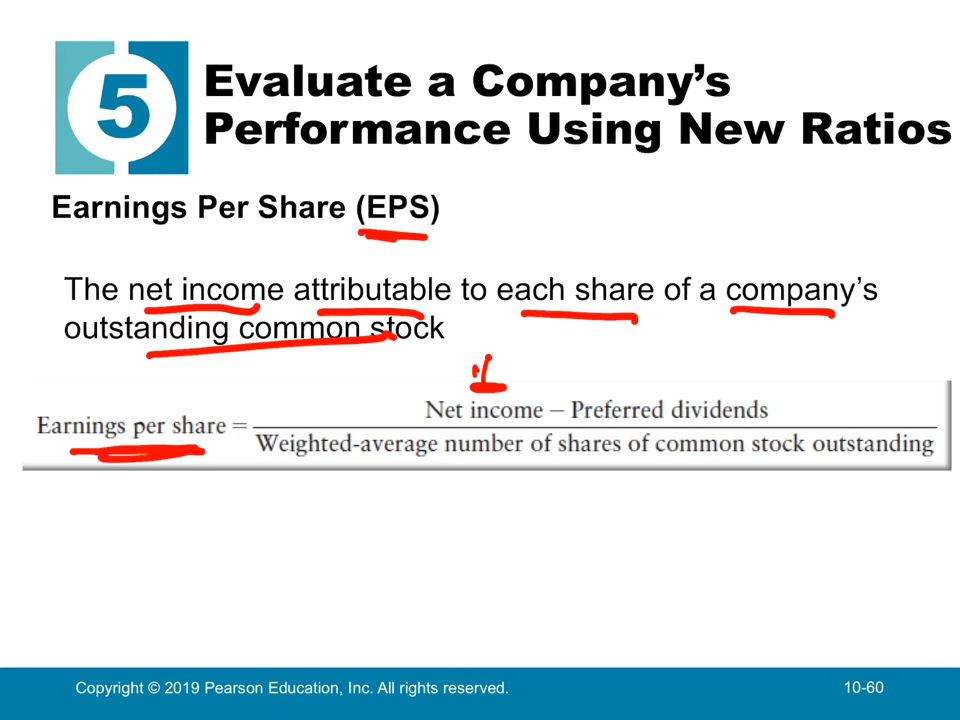 5
Evaluate a Company’s
Performance Using New Ratios
Earnings Per Share (EPS)
The net income attributable to each share of a company’s
outstanding common stock
Earnings per share = Net income − Preferred dividends
Weighted-average number of shares of common stock outstanding
Copyright © 2019 Pearson Education, Inc. All rights reserved.
10-60